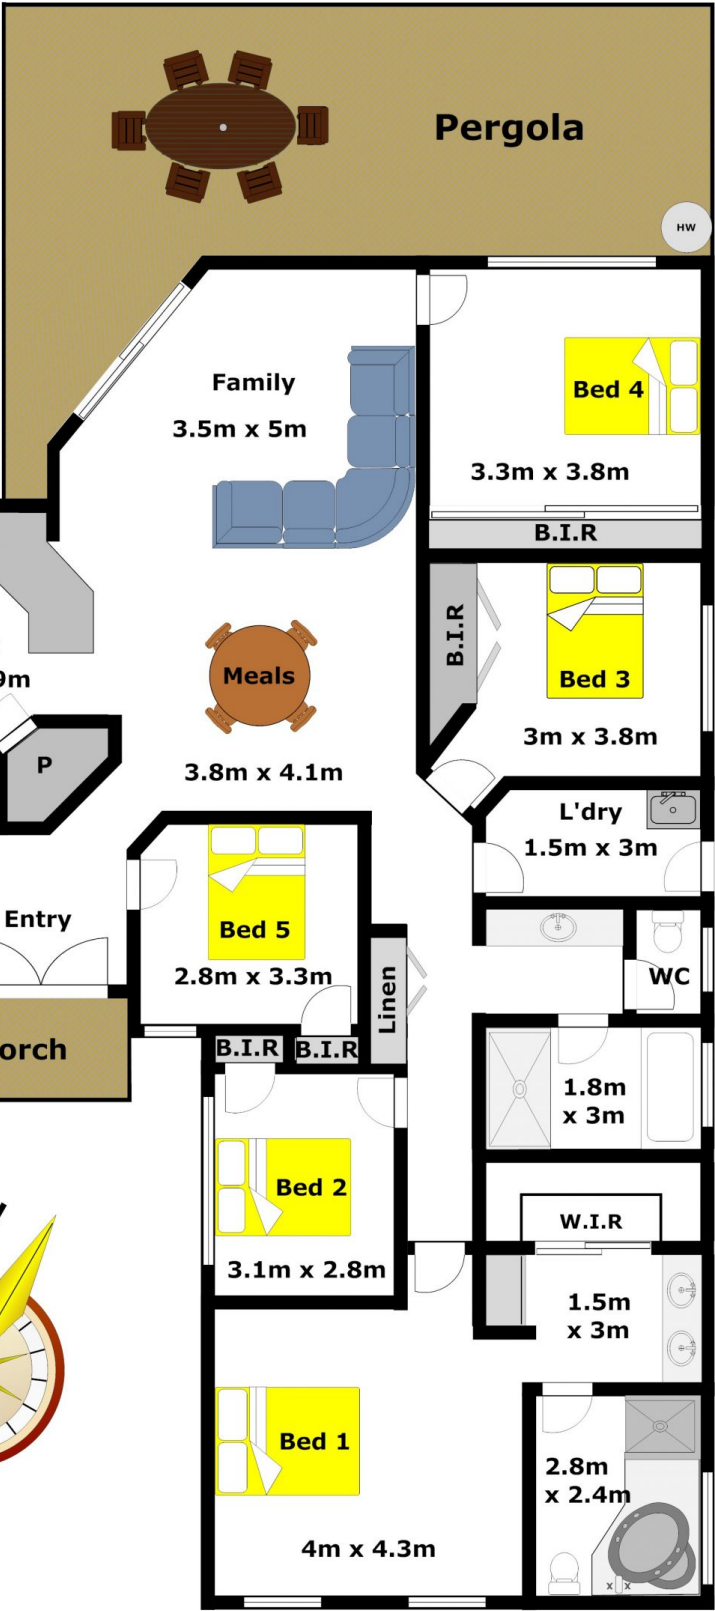 Pergola
HW
Family
3.5m x 5m
Bed 4
3.3m x 3.8m
B.I.R
B.I.R
Bed 3
3m x 3.8m
9m
Meals
P
3.8m x 4.1m
L'dry
1.5m x 3m
Entry
Bed 5
2.8m x 3.3m
Linen
WC
orch
B.I.R
B.I.R
1.8m
x 3m
Bed 2
3.1m x 2.8m
W.I.R
1.5m
x 3m
Bed 1
4m x 4.3m
2.8m
x 2.4m
x x